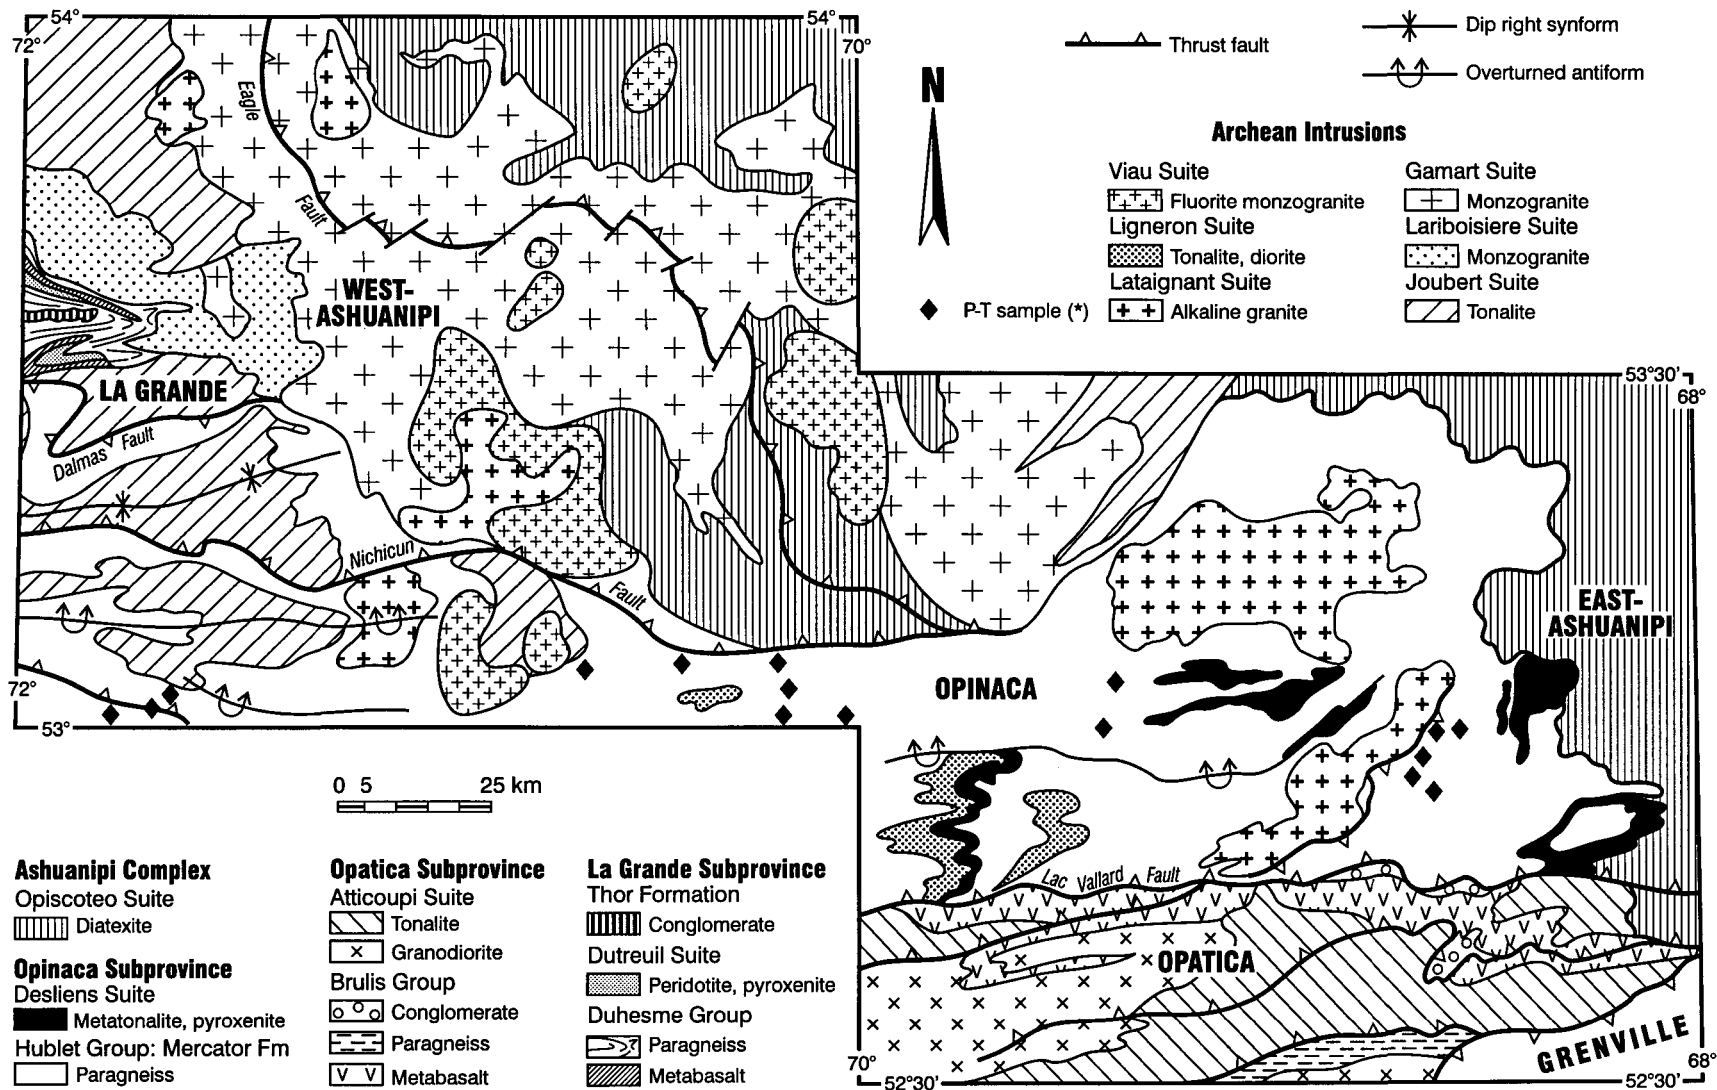 54°
54°
72°
70°
Thrust fault
Dip right synform
Overturned antiform
N
Eagle
Fault
Archean Intrusions
Viau Suite
Fluorite monzogranite
Ligneron Suite
Tonalite, diorite
Lataignant Suite
Alkaline granite
Gamart Suite
Monzogranite
Lariboisiere Suite
Monzogranite
Joubert Suite
Tonalite
P-T sample (*)
WEST-
ASHUANIPI
LA GRANDE
Dalmas Fault
53°30'
68°
Nichicun
Fault
EAST-
ASHUANIPI
72°
53°
OPINACA
0 5 25 km
Lac Vallard Fault
OPATICA
GRENVILLE
70°
52°30'
52°30'
68°
Ashuanipi Complex
Opiscoteo Suite
Diatexite
Opinaca Subprovince
Desliens Suite
Metatonalite, pyroxenite
Hublet Group: Mercator Fm
Paragneiss
Opatica Subprovince
Atticoupi Suite
Tonalite
Granodiorite
Brulis Group
Conglomerate
Paragneiss
Metabasalt
La Grande Subprovince
Thor Formation
Conglomerate
Dutreuil Suite
Peridotite, pyroxenite
Duhesme Group
Paragneiss
Metabasalt